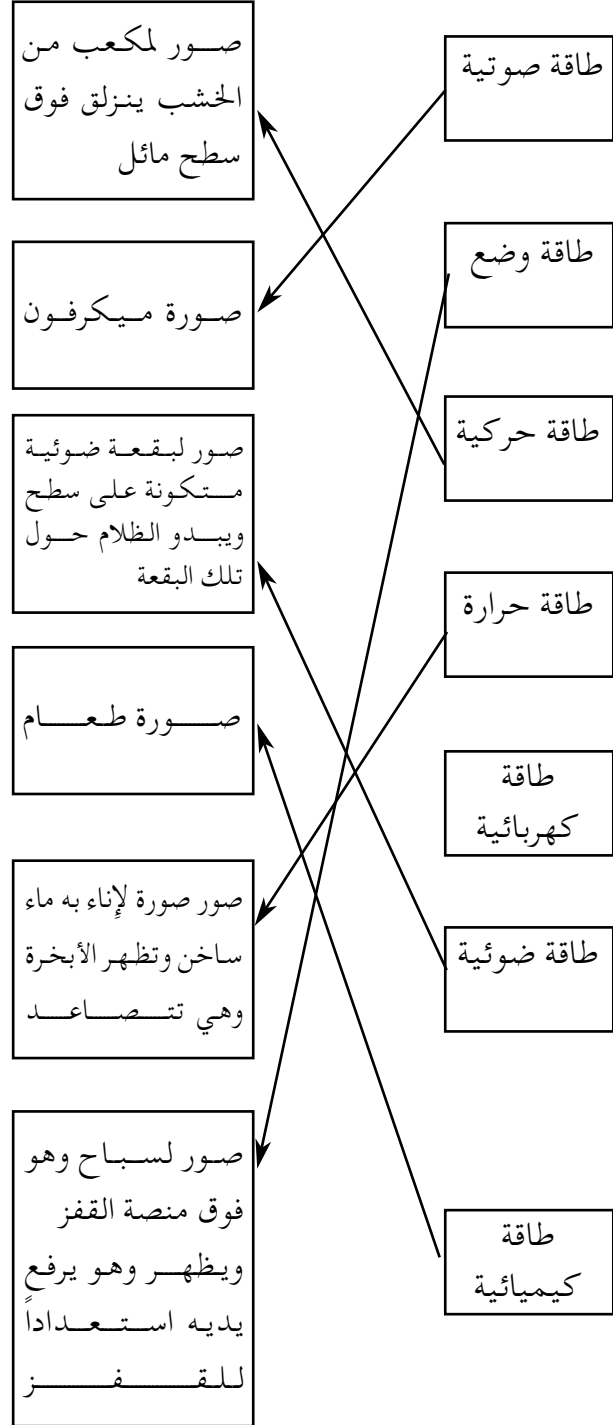 طاقة صوتية
طاقة وضع
طاقة حركية
طاقة حرارة
طاقة
كهربائية
طاقة ضوئية
طاقة
كيميائية
صور لمكعب من
الخشب ينزلق فوق
سطح مائل
صورة ميكرفون
صور لبقعة ضوئية
متكونة على سطح
ويبدو الظلام حول
تلك البقعة
صورة طعام
صور صورة لإناء به ماء
ساخن وتظهر الأبخرة
وهي تتصاعد
صور لسباح وهو
فوق منصة القفز
ويظهر وهو يرفع
يديه استعداداً
للقفز